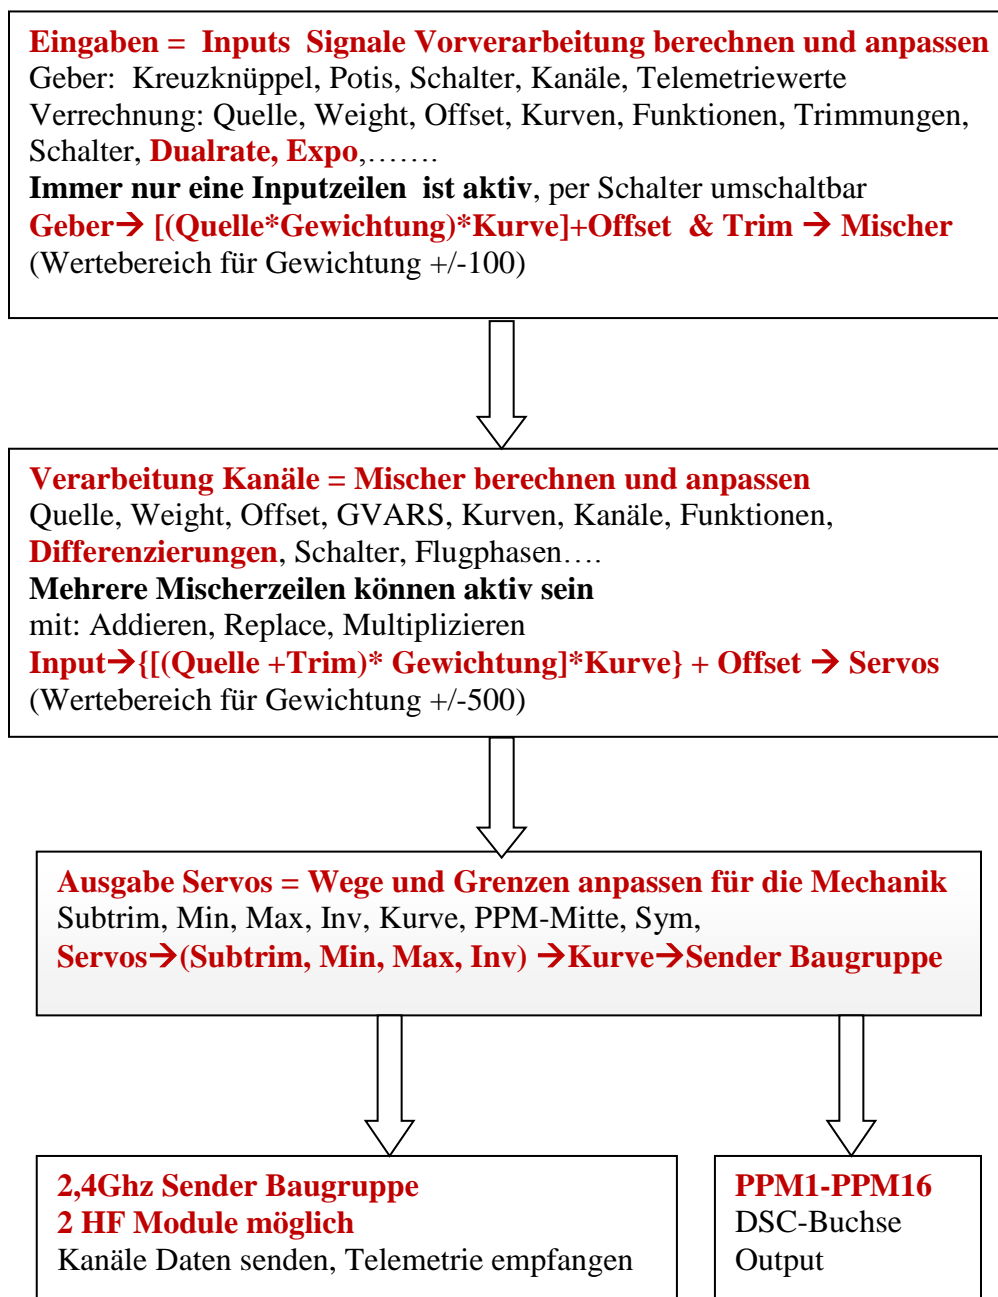 Eingaben =  Inputs  Signale Vorverarbeitung berechnen und anpassen
Geber:  Kreuzknüppel, Potis, Schalter, Kanäle, Telemetriewerte
Verrechnung: Quelle, Weight, Offset, Kurven, Funktionen, Trimmungen,
Schalter, Dualrate, Expo,…….
Immer nur eine Inputzeilen  ist aktiv, per Schalter umschaltbar
Geber→ [(Quelle*Gewichtung)*Kurve]+Offset  & Trim → Mischer
(Wertebereich für Gewichtung +/-100)
Verarbeitung Kanäle = Mischer berechnen und anpassen
Quelle, Weight, Offset, GVARS, Kurven, Kanäle, Funktionen,
Differenzierungen, Schalter, Flugphasen….
Mehrere Mischerzeilen können aktiv sein
mit: Addieren, Replace, Multiplizieren
Input→{[(Quelle +Trim)* Gewichtung]*Kurve} + Offset → Servos
(Wertebereich für Gewichtung +/-500)
Ausgabe Servos = Wege und Grenzen anpassen für die Mechanik
Subtrim, Min, Max, Inv, Kurve, PPM-Mitte, Sym,
Servos→(Subtrim, Min, Max, Inv) →Kurve→Sender Baugruppe
2,4Ghz Sender Baugruppe
2 HF Module möglich
Kanäle Daten senden, Telemetrie empfangen
PPM1-PPM16
DSC-Buchse
Output